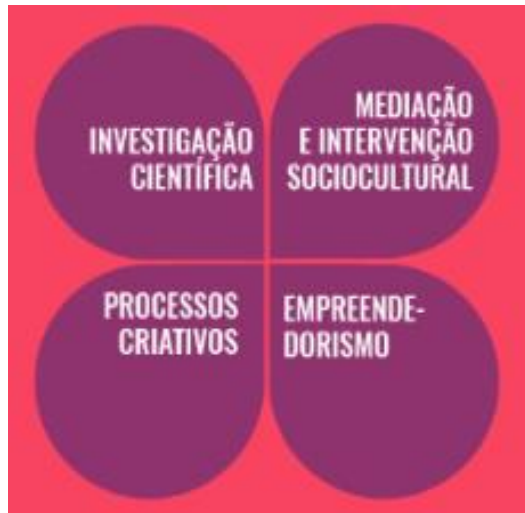 INVESTIGAÇÃO
CIENTÍFICA
MEDIAÇÃO
E INTERVENÇÃO
SOCIOCULTURAL
PROCESSOS
CRIATIVOS
EMPREENDE-
DORISMO